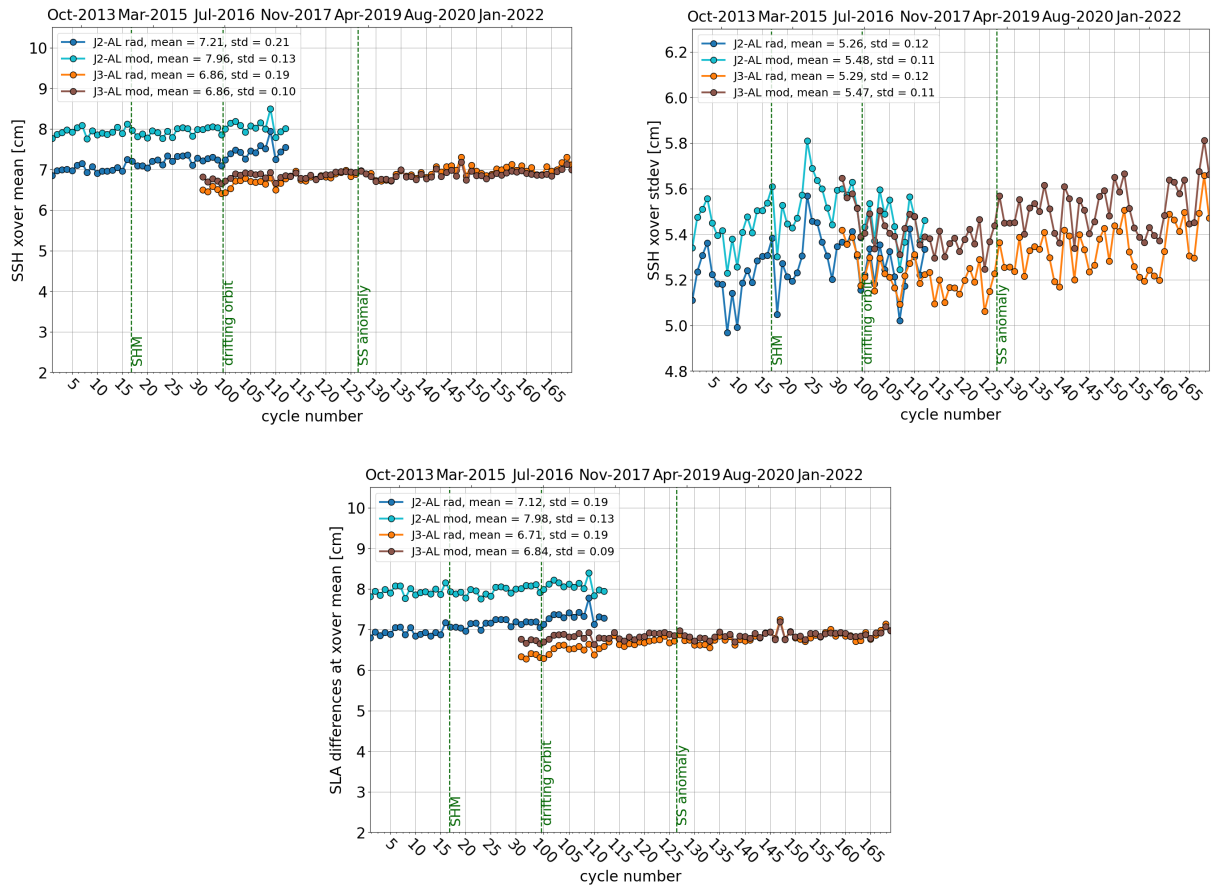 Oct-2013 Mar-2015 Jul-2016 Nov-2017 Apr-2019 Aug-2020 Jan-2022
J2-AL rad, mean = 7.21, std = 0.21
J2-AL mod, mean = 7.96, std = 0.13
J3-AL rad, mean = 6.86, std = 0.19
J3-AL mod, mean = 6.86, std = 0.10
SSH xover mean [cm]
10
9
8
7
6
5
4
3
2
SHM
drifting orbit
SS anomaly
5 10 15 20 25 30 100 105 110 115 120 125 130 135 140 145 150 155 160 165
cycle number
Oct-2013 Mar-2015 Jul-2016 Nov-2017 Apr-2019 Aug-2020 Jan-2022
J2-AL rad, mean = 5.26, std = 0.12
J2-AL mod, mean = 5.48, std = 0.11
J3-AL rad, mean = 5.29, std = 0.12
J3-AL mod, mean = 5.47, std = 0.11
SSH xover stdev [cm]
6.2
6.0
5.8
5.6
5.4
5.2
5.0
4.8
SHM
drifting orbit
SS anomaly
5 10 15 20 25 30 100 105 110 115 120 125 130 135 140 145 150 155 160 165
cycle number
Oct-2013 Mar-2015 Jul-2016 Nov-2017 Apr-2019 Aug-2020 Jan-2022
J2-AL rad, mean = 7.12, std = 0.19
J2-AL mod, mean = 7.98, std = 0.13
J3-AL rad, mean = 6.71, std = 0.19
J3-AL mod, mean = 6.84, std = 0.09
SLA differences at xover mean [cm]
10
9
8
7
6
5
4
3
2
SHM
drifting orbit
SS anomaly
5 10 15 20 25 30 100 105 110 115 120 125 130 135 140 145 150 155 160 165
cycle number